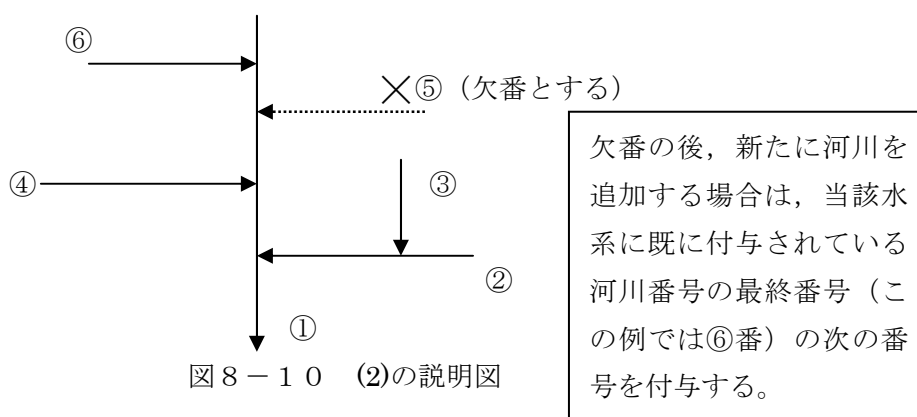 ⑥
×⑤（欠番とする）
④
③
②
①
図８－１０　(2)の説明図
欠番の後，新たに河川を
追加する場合は，当該水
系に既に付与されている
河川番号の最終番号（こ
の例では⑥番）の次の番
号を付与する。